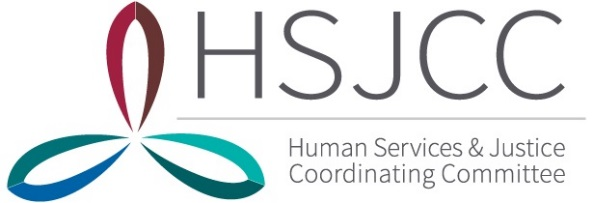 HSJCC
Human Services & Justice
Coordinating Committee